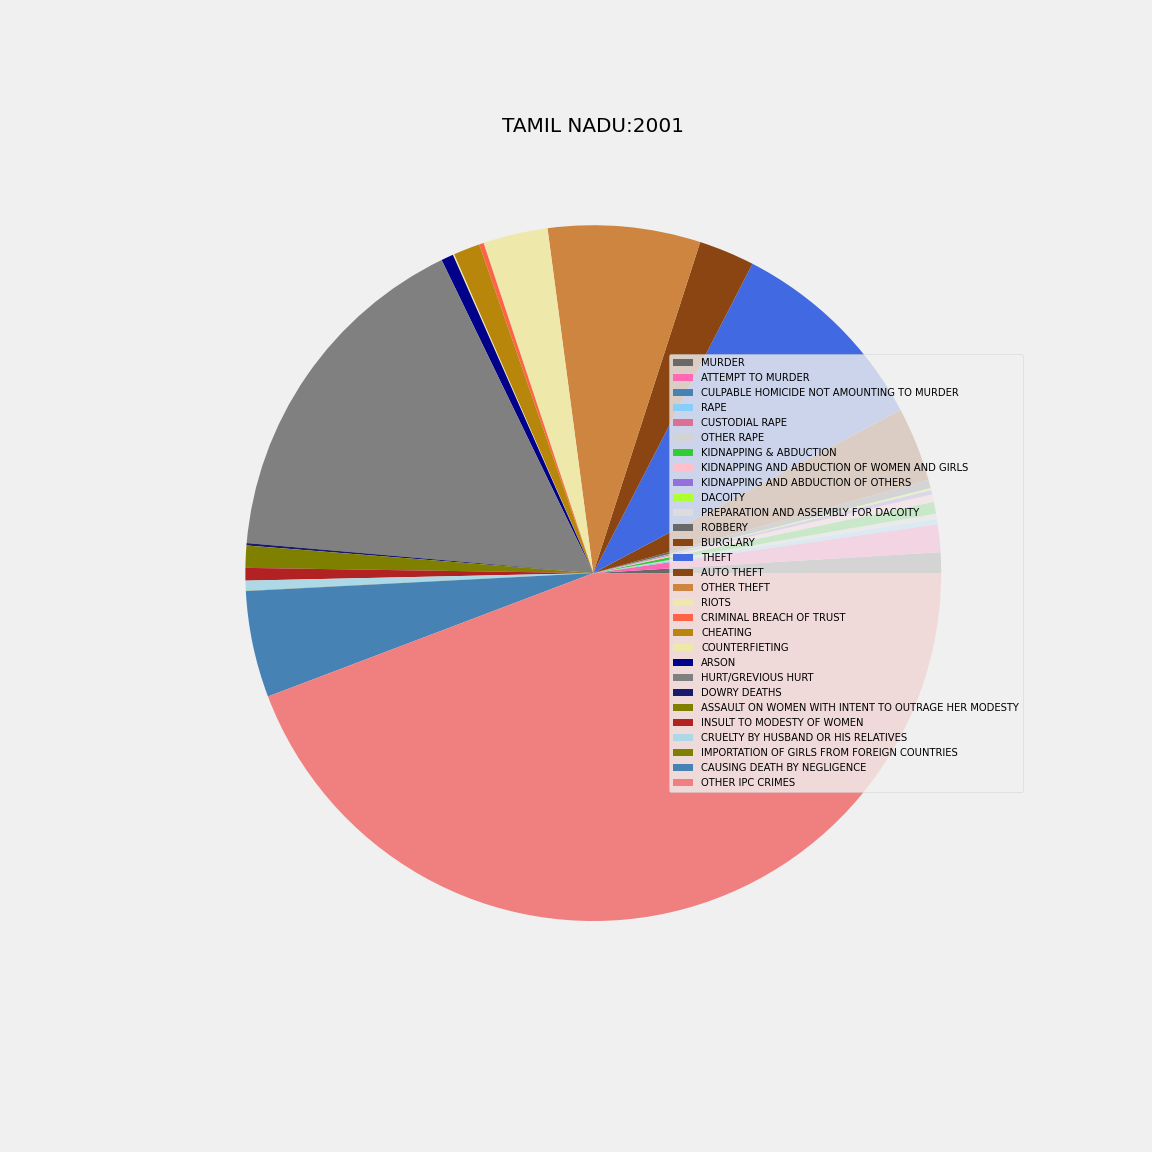 TAMIL NADU:2001
MURDER
ATTEMPT TO MURDER
CULPABLE HOMICIDE NOT AMOUNTING TO MURDER
RAPE
CUSTODIAL RAPE
OTHER RAPE
KIDNAPPING & ABDUCTION
KIDNAPPING AND ABDUCTION OF WOMEN AND GIRLS
KIDNAPPING AND ABDUCTION OF OTHERS
DACOITY
PREPARATION AND ASSEMBLY FOR DACOITY
ROBBERY
BURGLARY
THEFT
AUTO THEFT
OTHER THEFT
RIOTS
CRIMINAL BREACH OF TRUST
CHEATING
COUNTERFIETING
ARSON
HURT/GREVIOUS HURT
DOWRY DEATHS
ASSAULT ON WOMEN WITH INTENT TO OUTRAGE HER MODESTY
INSULT TO MODESTY OF WOMEN
CRUELTY BY HUSBAND OR HIS RELATIVES
IMPORTATION OF GIRLS FROM FOREIGN COUNTRIES
CAUSING DEATH BY NEGLIGENCE
OTHER IPC CRIMES